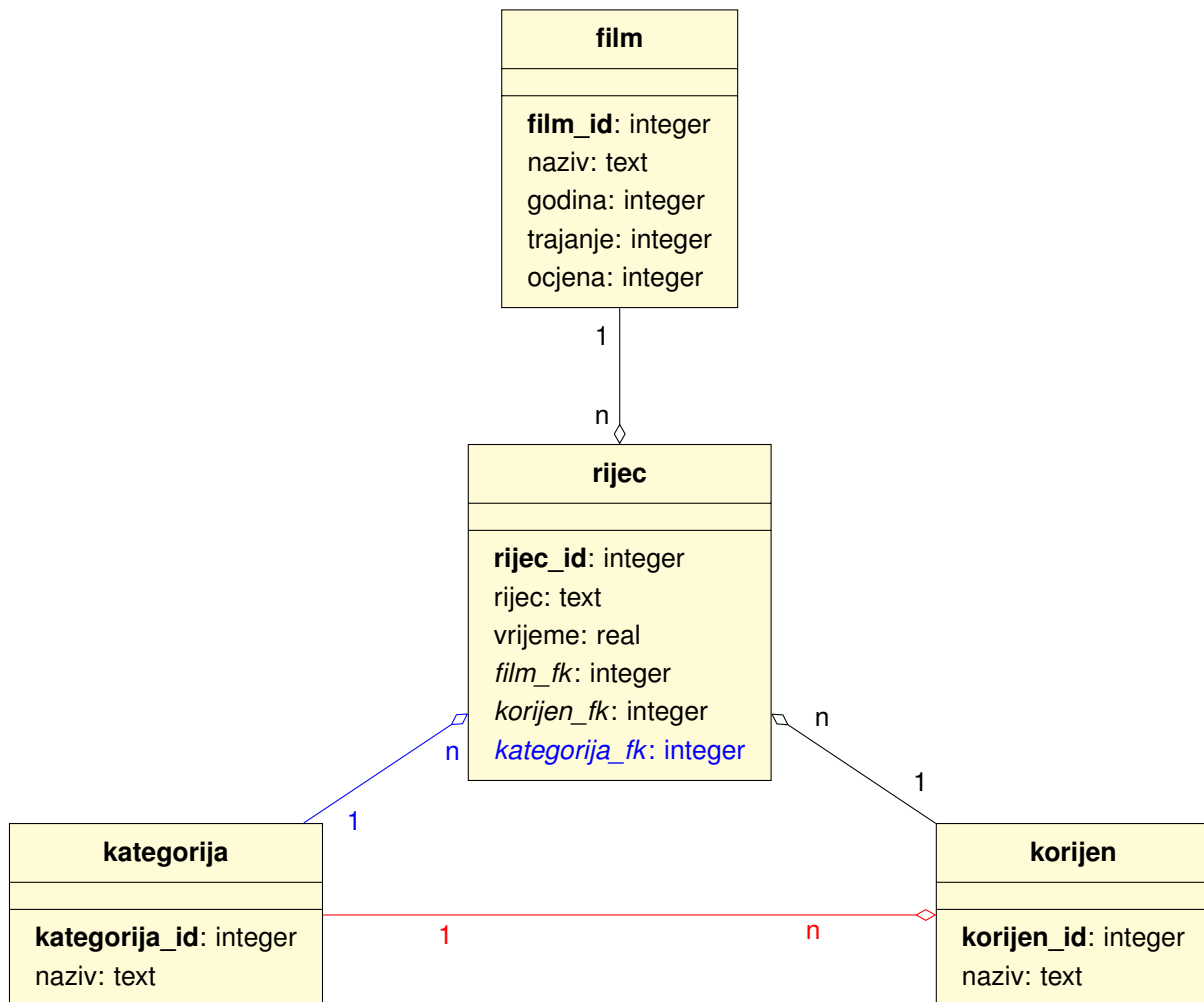 film
film_id: integer
naziv: text
godina: integer
trajanje: integer
ocjena: integer
1
n
rijec
rijec_id: integer
rijec: text
vrijeme: real
film_fk: integer
korijen_fk: integer
kategorija_fk: integer
n
1
n
1
kategorija
kategorija_id: integer
naziv: text
1
n
korijen
korijen_id: integer
naziv: text